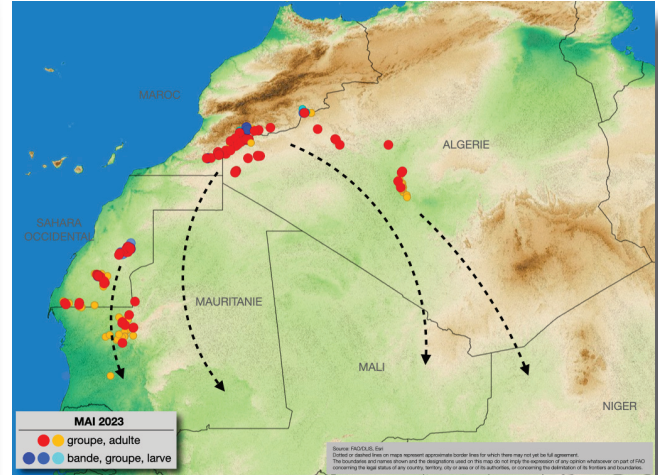 MAROC
ALGERIE
SAHARA
OCCIDENTAL
MAURITANIE
MALI
NIGER
MAI 2023
groupe, adulte
bande, groupe, larve
Source: FAO/DLIS, Esri
Dotted or dashed lines on maps represent approximate border lines for which there may not yet be full agreement.
The boundaries and names shown and the designations used on this map do not imply the expression of any opinion whatsoever on part of FAO
concerning the legal status of any country, territory, city or area or of its authorities, or concerning the delimitation of its frontiers and boundaries.